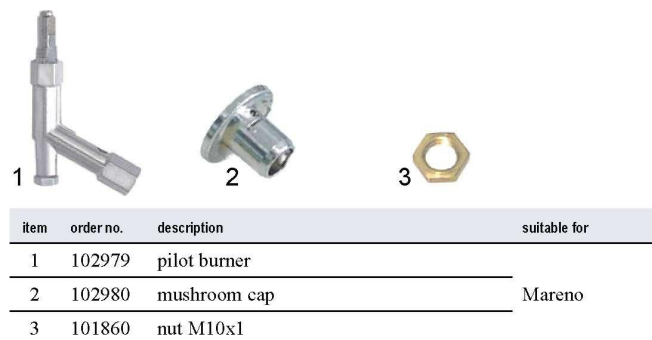 1 2 3
item order no. description suitable for
1 102979 pilot burner
2 102980 mushroom cap Mareno
3 101860 nut M10x1